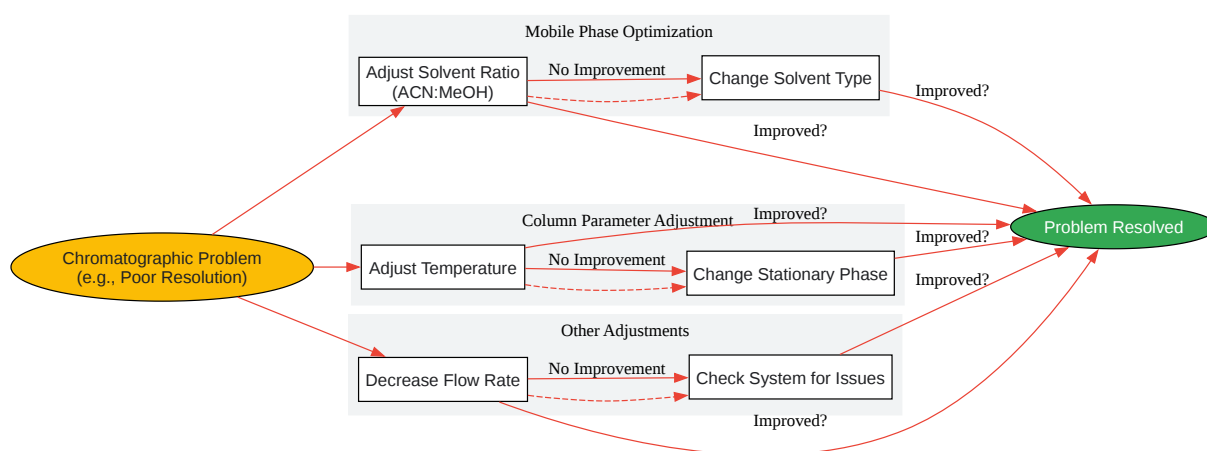 Mobile Phase Optimization
Adjust Solvent Ratio
(ACN:MeOH)
No Improvement
Change Solvent Type
Improved?
Improved?
Column Parameter Adjustment
Improved?
Adjust Temperature
No Improvement
Change Stationary Phase
Improved?
Improved?
Chromatographic Problem
(e.g., Poor Resolution)
Problem Resolved
Other Adjustments
Decrease Flow Rate
No Improvement
Check System for Issues
Improved?